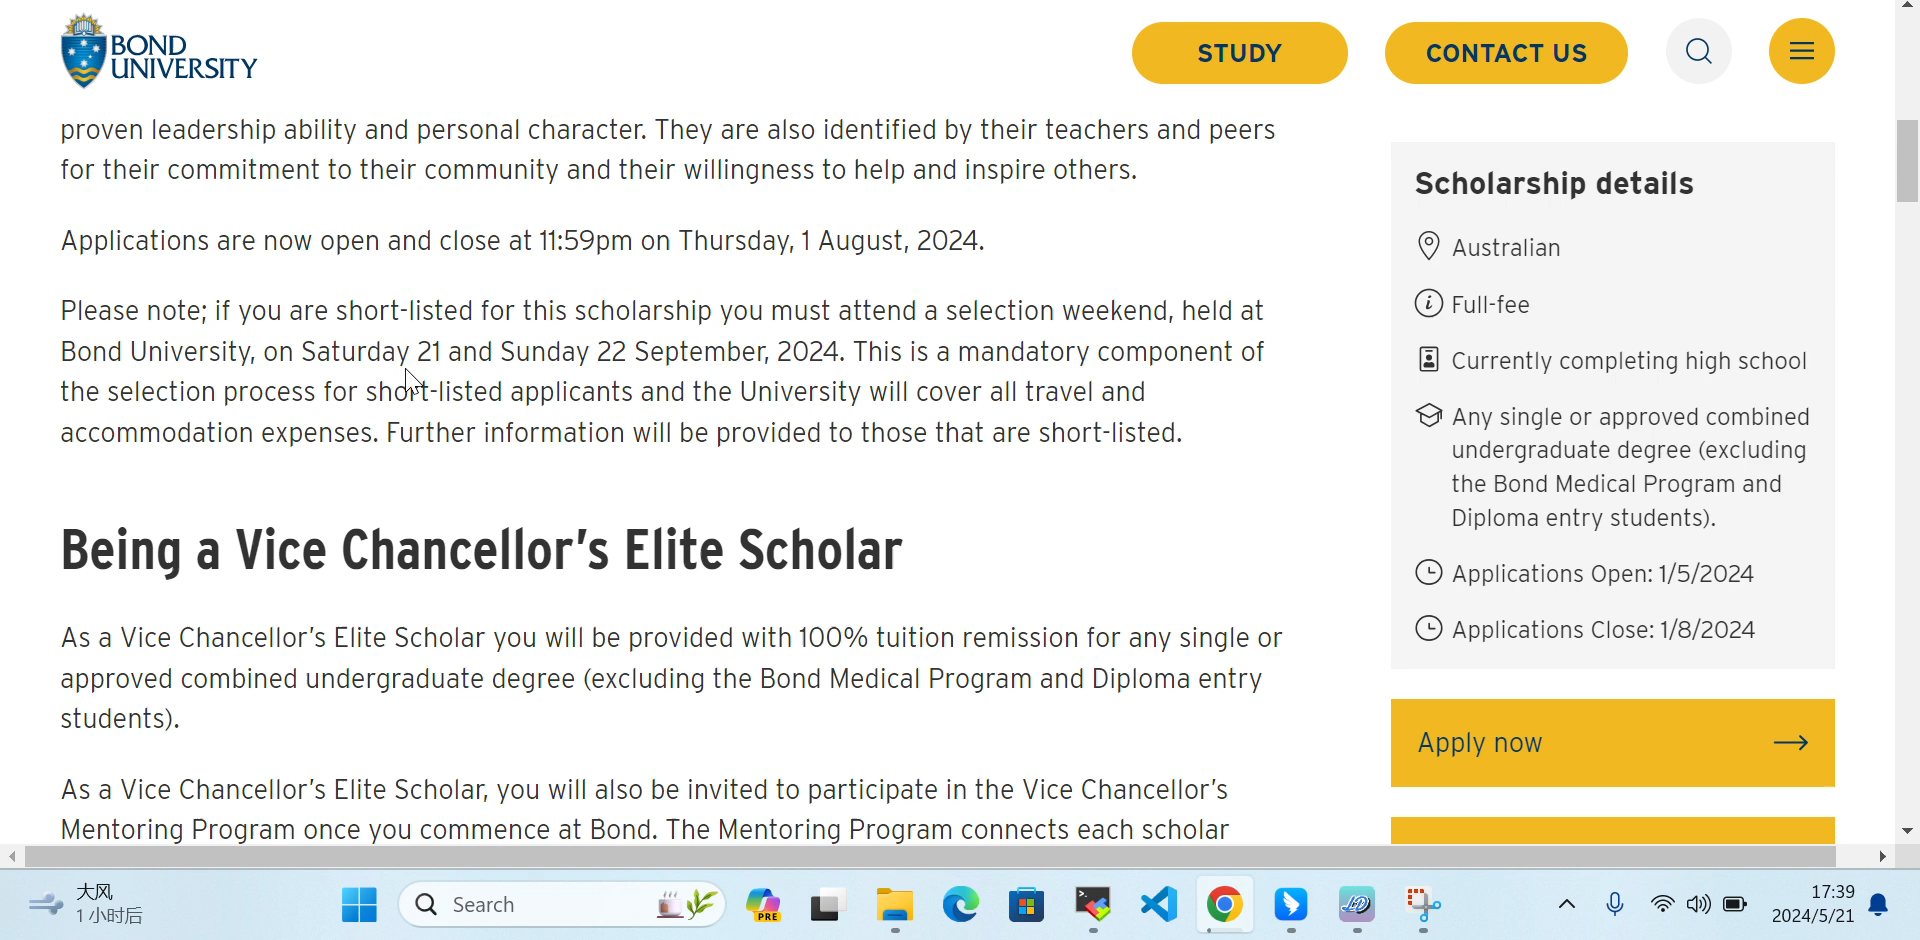 BOND
UNIVERSITY
STUDY
CONTACT US
proven leadership ability and personal character. They are also identified by their teachers and peers
for their commitment to their community and their willingness to help and inspire others.
Applications are now open and close at 11:59pm on Thursday, 1 August, 2024.
Please note; if you are short-listed for this scholarship you must attend a selection weekend, held at
Bond University, on Saturday 21 and Sunday 22 September, 2024. This is a mandatory component of
the selection process for short-listed applicants and the University will cover all travel and
accommodation expenses. Further information will be provided to those that are short-listed.
Being a Vice Chancellor's Elite Scholar
As a Vice Chancellor's Elite Scholar you will be provided with 100% tuition remission for any single or
approved combined undergraduate degree (excluding the Bond Medical Program and Diploma entry
students).
As a Vice Chancellor's Elite Scholar, you will also be invited to participate in the Vice Chancellor's
Mentoring Program once you commence at Bond. The Mentoring Program connects each scholar
Scholarship details
Australian
Full-fee
Currently completing high school
Any single or approved combined
undergraduate degree (excluding
the Bond Medical Program and
Diploma entry students).
Applications Open: 1/5/2024
Applications Close: 1/8/2024
Apply now
大风
1小时后
Search
PRE
17:39
2024/5/21